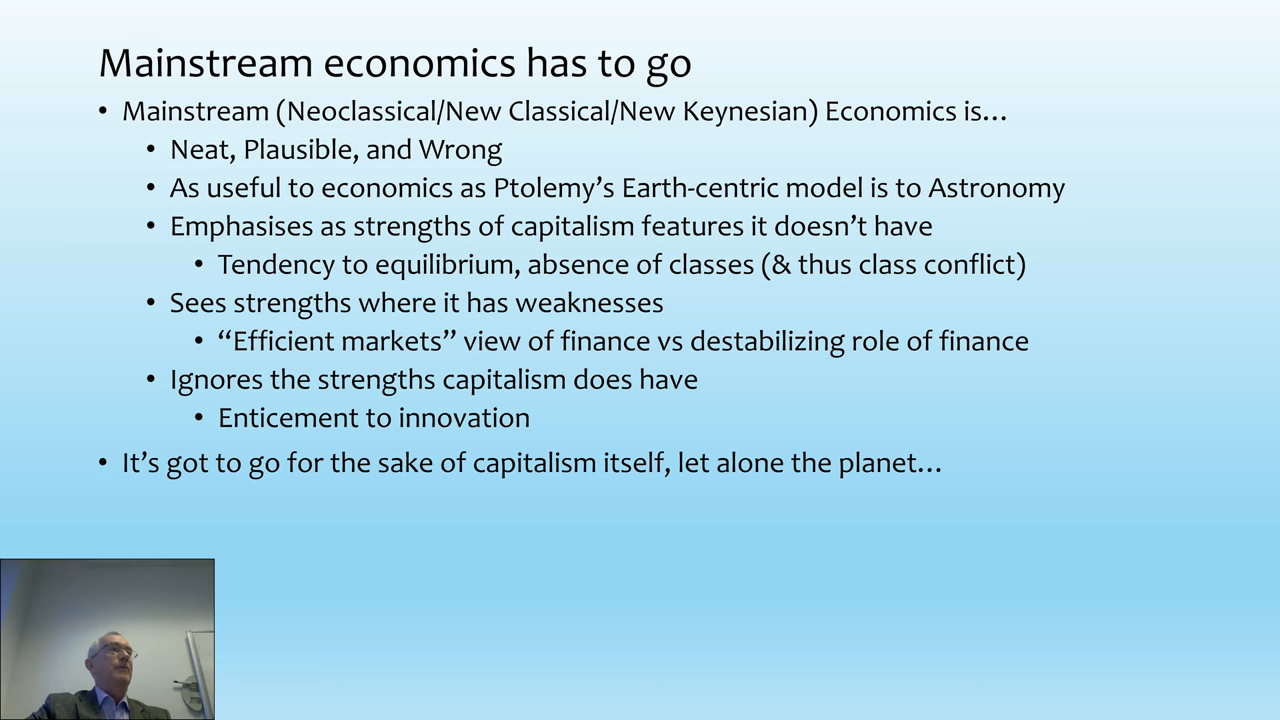 Mainstream economics has to go
• Mainstream (Neoclassical/New Classical/New Keynesian) Economics is…
• Neat, Plausible, and Wrong
• As useful to economics as Ptolemy’s Earth-centric model is to Astronomy
• Emphasises as strengths of capitalism features it doesn’t have
• Tendency to equilibrium, absence of classes (& thus class conflict)
• Sees strengths where it has weaknesses
• “Efficient markets” view of finance vs destabilizing role of finance
• Ignores the strengths capitalism does have
• Enticement to innovation
• It’s got to go for the sake of capitalism itself, let alone the planet…